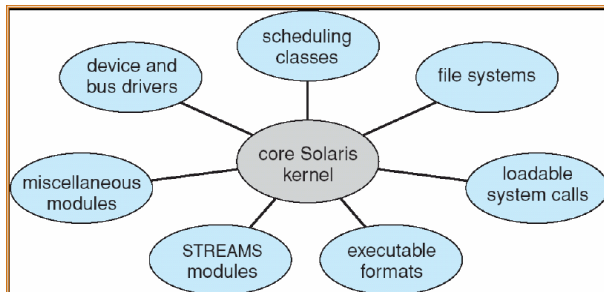 scheduling
classes
device and
bus drivers
file systems
core Solaris
kernel
miscellaneous
modules
loadable
system calls
STREAMS
modules
executable
formats